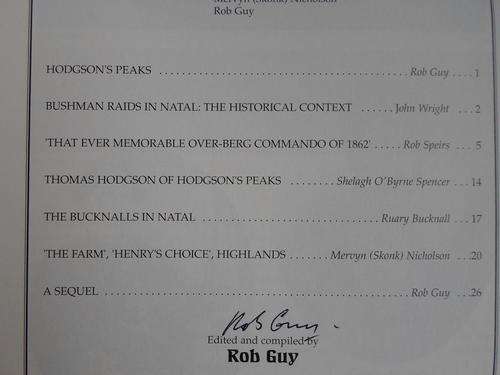 Mervyn (Skonk) Nicholson
Rob Guy
HODGSON'S PEAKS ........ Rob Guy .... 1
BUSHMAN RAIDS IN NATAL: THE HISTORICAL CONTEXT ...... John Wright ... 2
'THAT EVER MEMORABLE OVER-BERG COMMANDO OF 1862' ..... Rob Speirs ... 5
THOMAS HODGSON OF HODGSON'S PEAKS ........ Shelagh O'Byrne Spencer ... 14
THE BUCKNALLS IN NATAL ........ Ruary Bucknall ... 17
'THE FARM', 'HENRY'S CHOICE', HIGHLANDS ....... Mervyn (Skonk) Nicholson ... 20
A SEQUEL ........ Rob Guy ... 26
Rob Guy
Edited and compiled by
Rob Guy